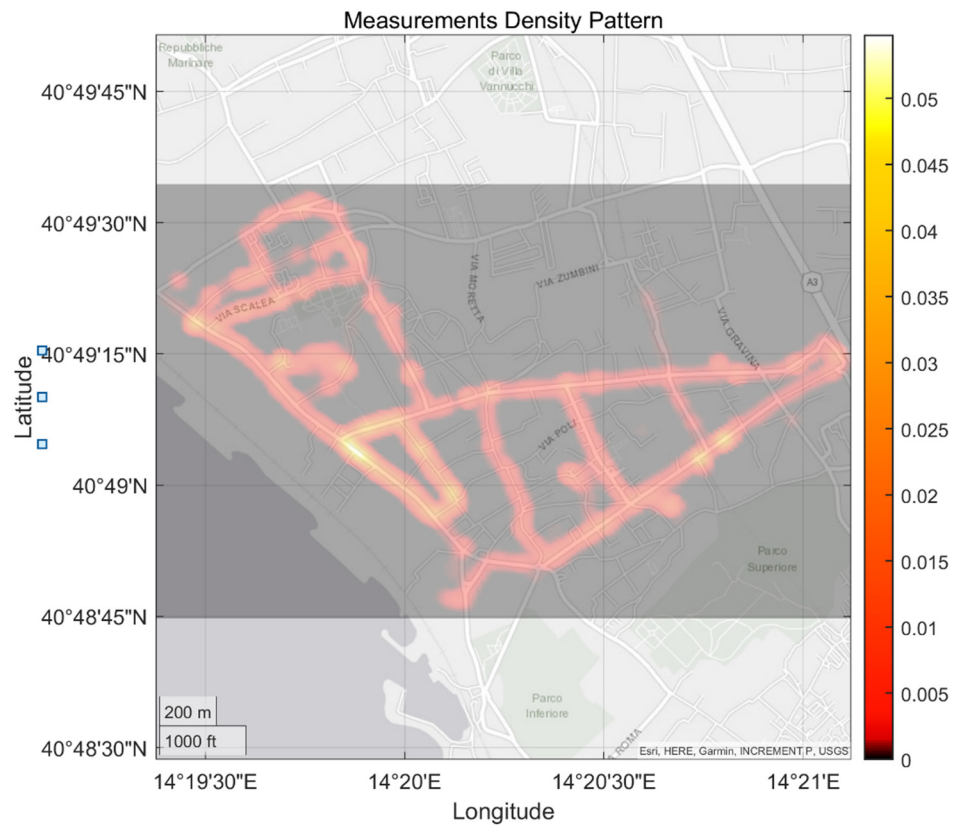 Measurements Density Pattern
Repubbliche
Marinare
Parco
di Villa
Vannucchi
40°49'45"N
40°49'30"N
40°49'15"N
40°49'N
40°48'45"N
40°48'30"N
Latitude
VIA SCALEA
VIA MORETTA
VIA ZUMBINI
VIA GRAVINA
A3
VIA POLI
Parco
Superiore
Parco
Inferiore
ROMA
200 m
1000 ft
Esri, HERE, Garmin, INCREMENT P, USGS
14°19'30"E
14°20'E
14°20'30"E
14°21'E
Longitude
0.05
0.045
0.04
0.035
0.03
0.025
0.02
0.015
0.01
0.005
0